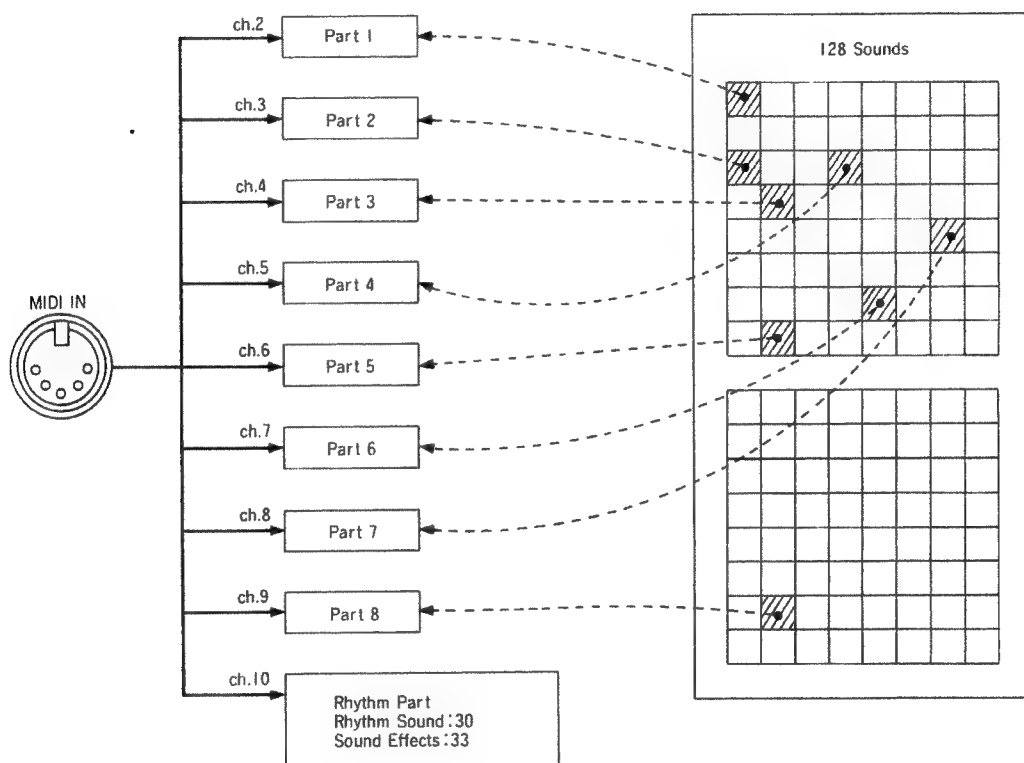 128 Sounds
ch.2
Part 1
ch.3
Part 2
ch.4
Part 3
ch.5
Part 4
MIDI IN
ch.6
Part 5
ch.7
Part 6
ch.8
Part 7
ch.9
Part 8
ch.10
Rhythm Part
Rhythm Sound:30
Sound Effects:33